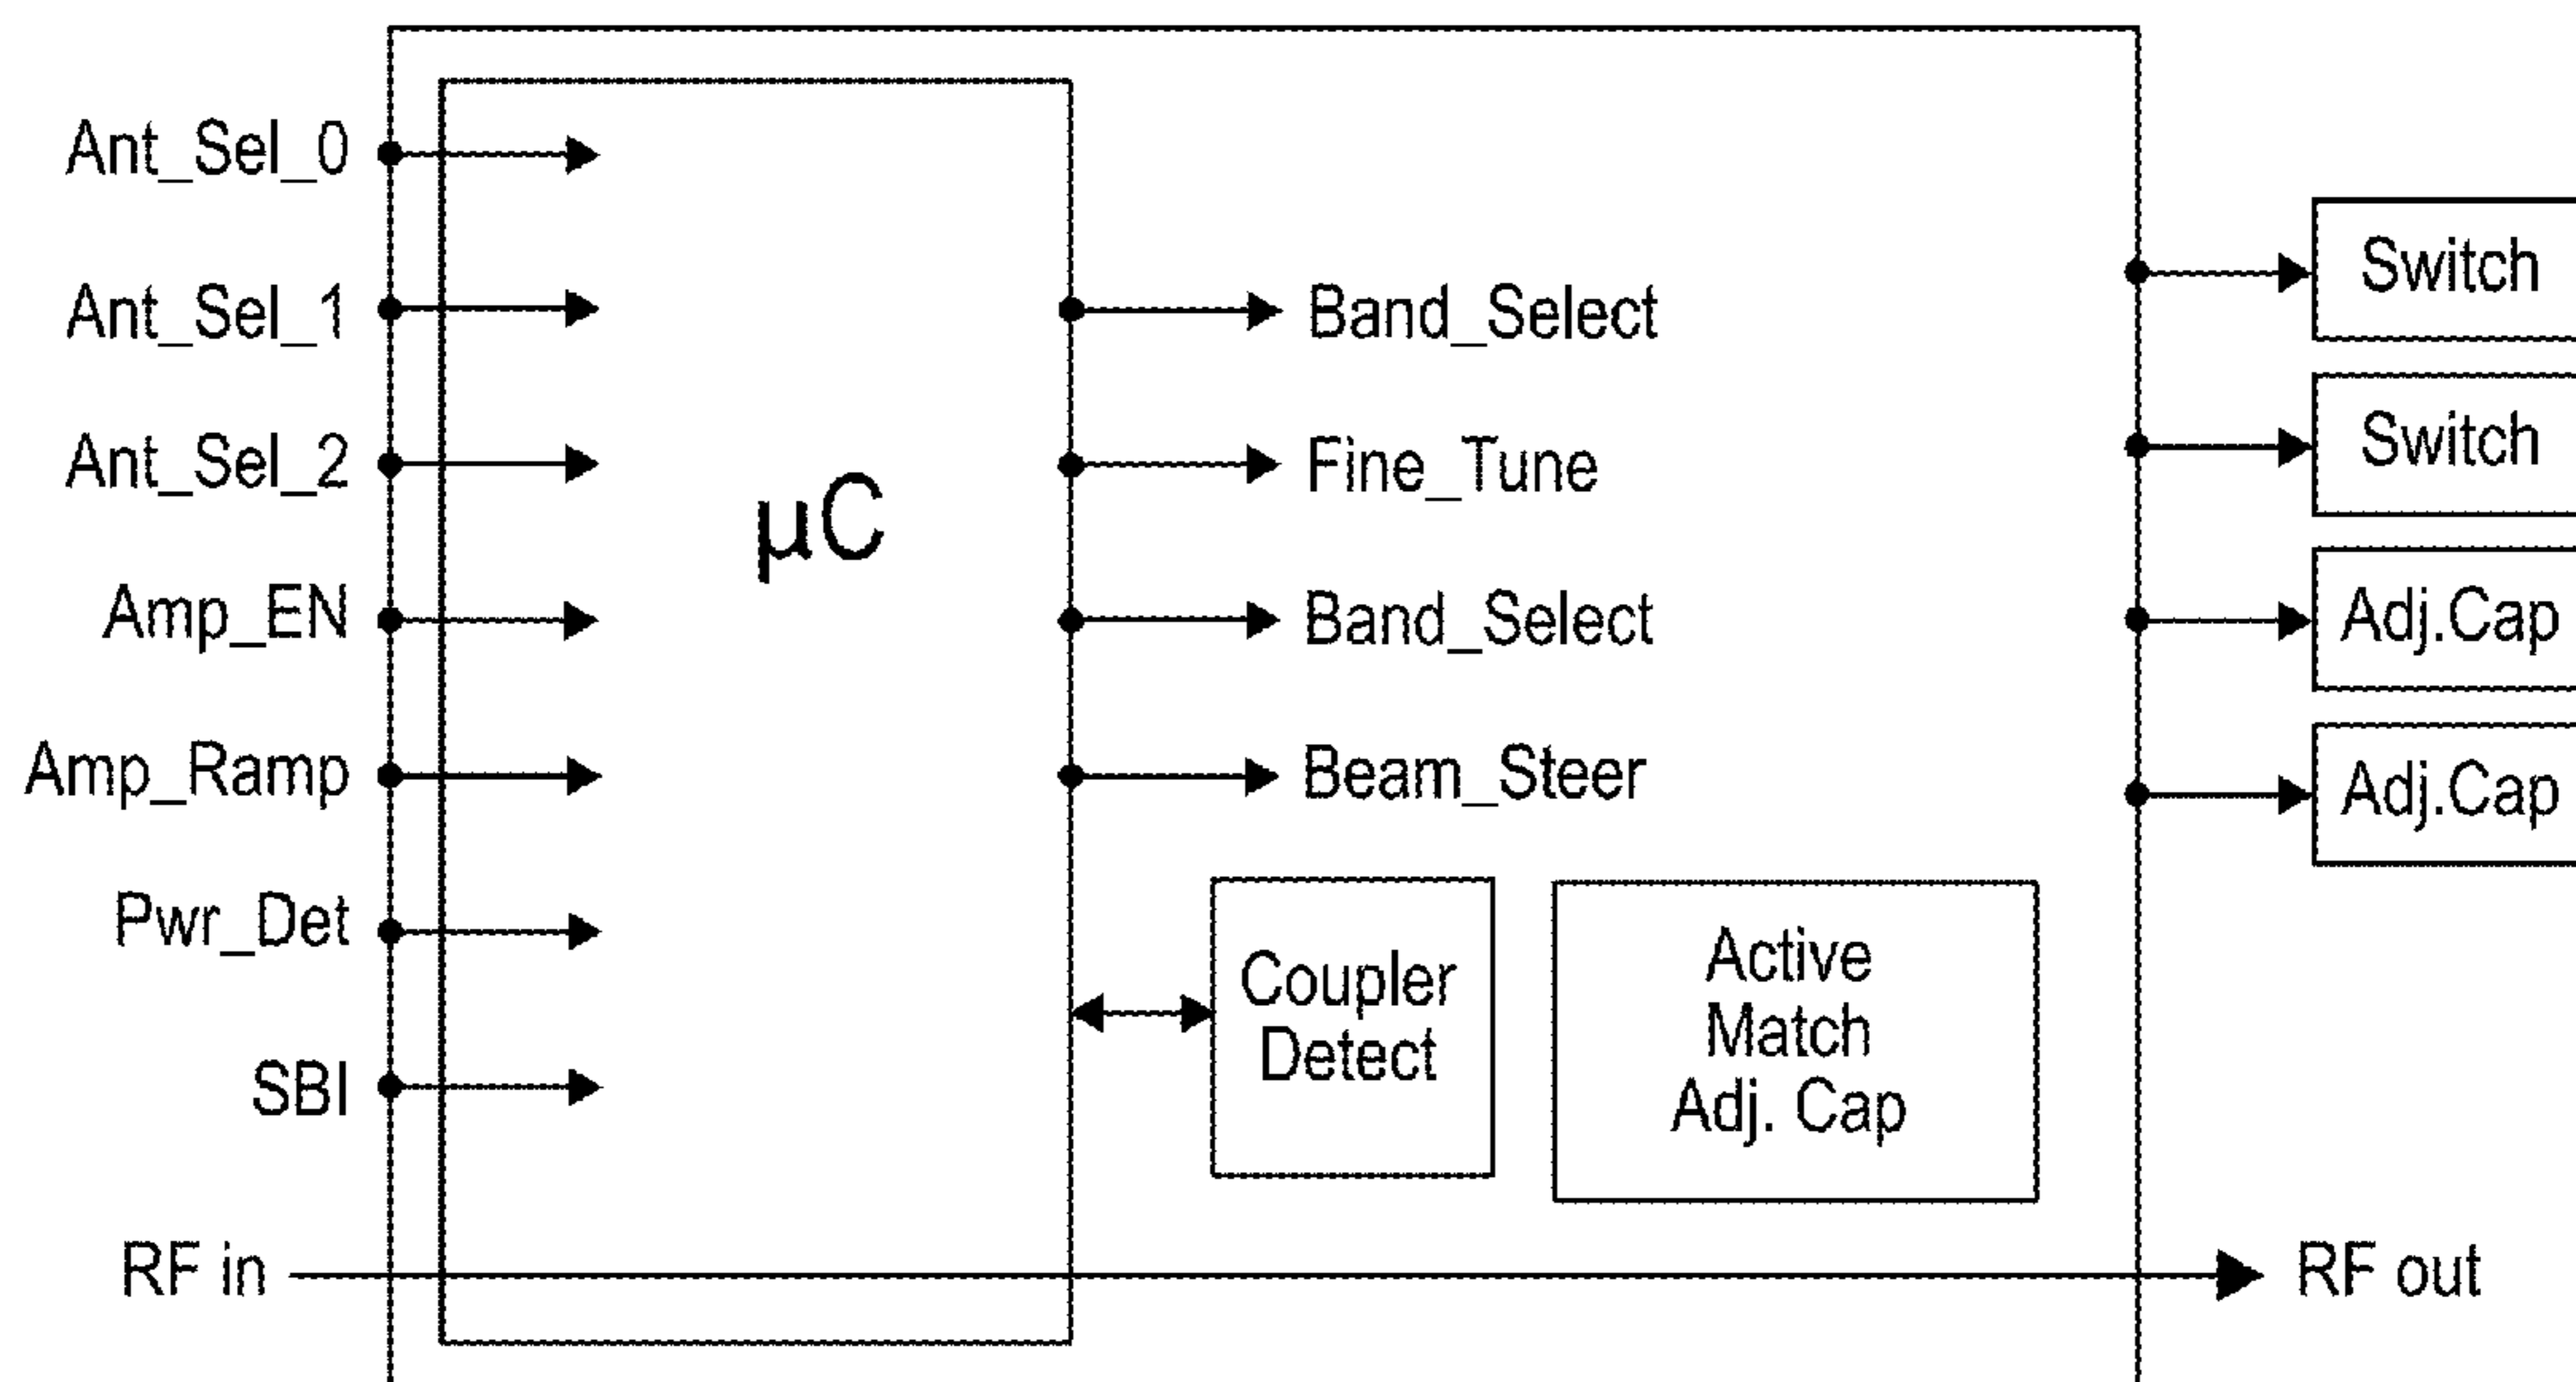 Ant_Sel_0
Ant_Sel_1
Ant_Sel_2
Amp_EN
Amp_Ramp
Pwr_Det
SBI
RF in
µC
Band_Select
Fine_Tune
Band_Select
Beam_Steer
Coupler
Detect
Active
Match
Adj. Cap
Switch
Switch
Adj.Cap
Adj.Cap
RF out